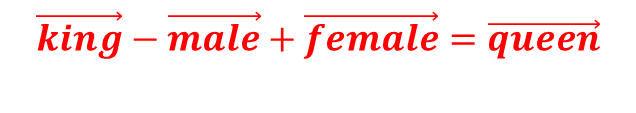 king − male + female = queen